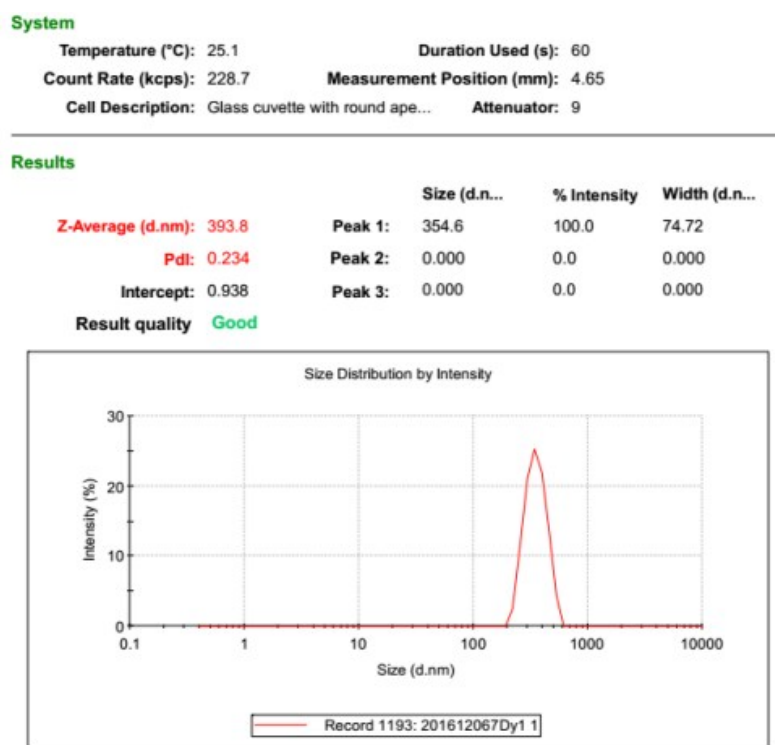 System
Temperature (°C): 25.1 Duration Used (s): 60
Count Rate (kcps): 228.7 Measurement Position (mm): 4.65
Cell Description: Glass cuvette with round ape... Attenuator: 9
Results
Size (d.n... % Intensity Width (d.n...
Z-Average (d.nm): 393.8 Peak 1: 354.6 100.0 74.72
PdI: 0.234 Peak 2: 0.000 0.0 0.000
Intercept: 0.938 Peak 3: 0.000 0.0 0.000
Result quality Good
Size Distribution by Intensity
30
20
10
0
Intensity (%)
0.1 1 10 100 1000 10000
Size (d.nm)
Record 1193: 201612067Dy1 1